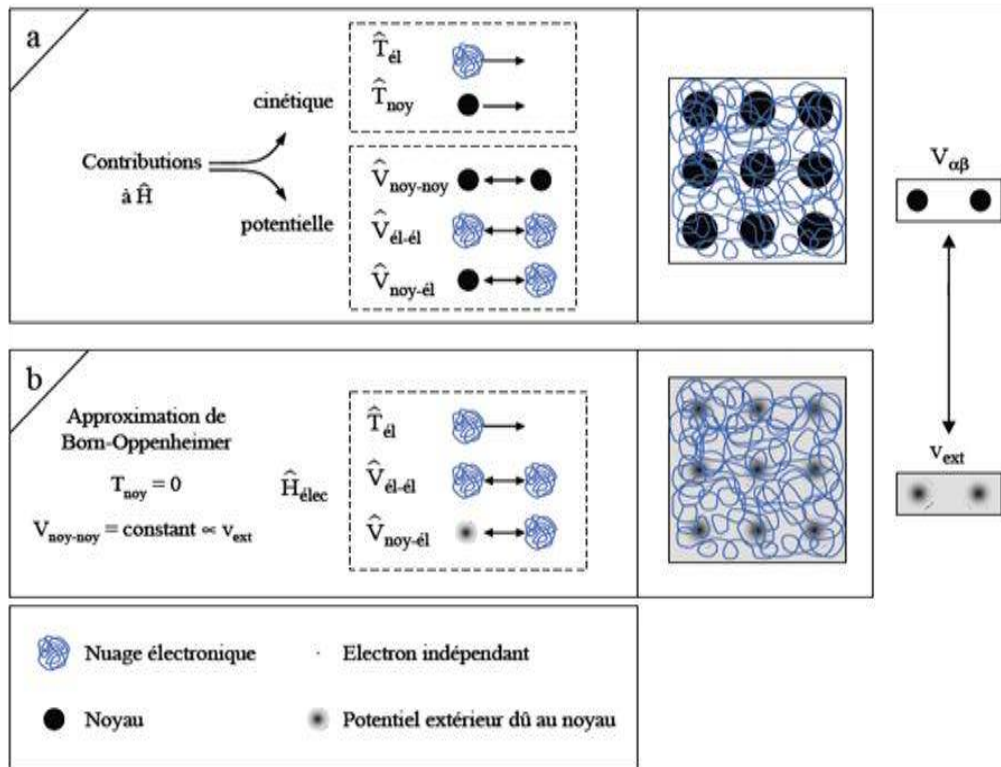 a
Contributions
à Ĥ
cinétique
potentielle
T̂él
T̂noy
V̂noy-noy
V̂él-él
V̂noy-él
Vαβ
b
Approximation de
Born-Oppenheimer
Tnoy = 0
Vnoy-noy = constant ∝ vext
Ĥélec
T̂él
V̂él-él
V̂noy-él
vext
Nuage électronique
Electron indépendant
Noyau
Potentiel extérieur dû au noyau